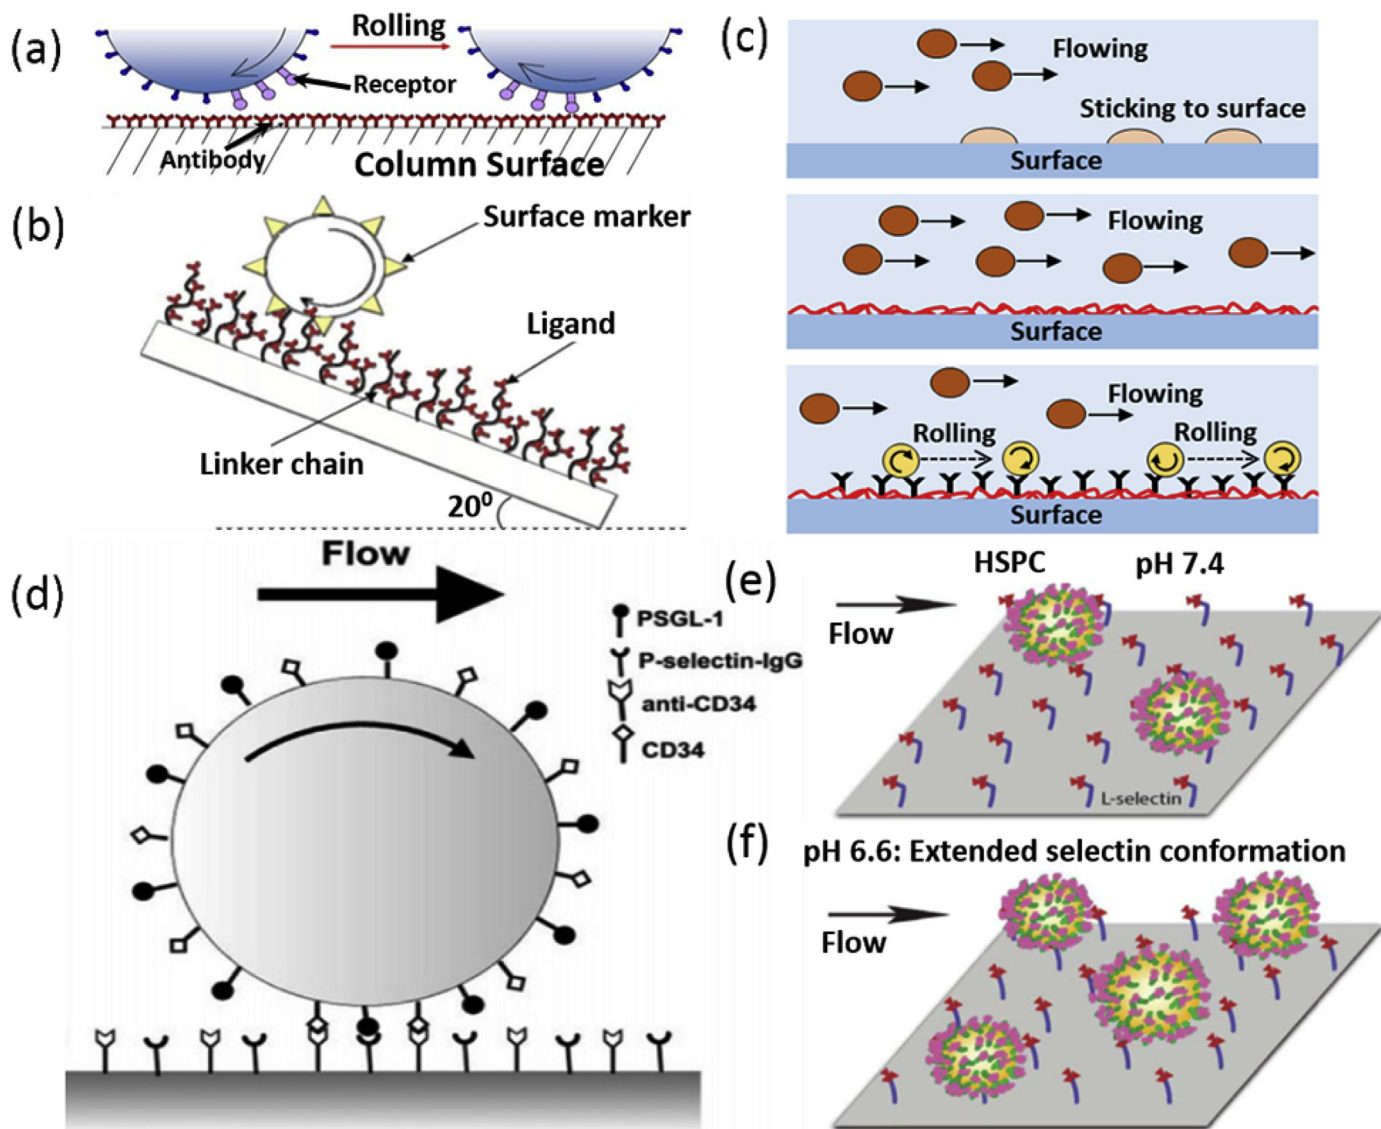 (a)
Rolling
Receptor
Antibody
Column Surface
(b)
Surface marker
Ligand
Linker chain
20⁰
(c)
Flowing
Sticking to surface
Surface
Flowing
Surface
Flowing
Rolling
Rolling
Surface
(d)
Flow
PSGL-1
P-selectin-IgG
anti-CD34
CD34
(e)
HSPC
pH 7.4
Flow
L-selectin
(f)
pH 6.6: Extended selectin conformation
Flow